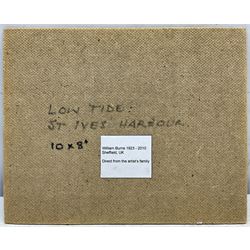 LOW TIDE:
ST IVES HARBOUR
10 x 8"
William Burns 1923 - 2010
Sheffield, UK
Direct from the artist's family